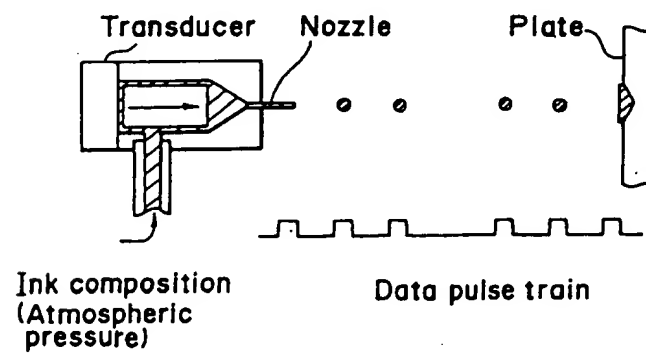 Transducer Nozzle Plate
Ink composition
(Atmospheric
pressure)
Data pulse train